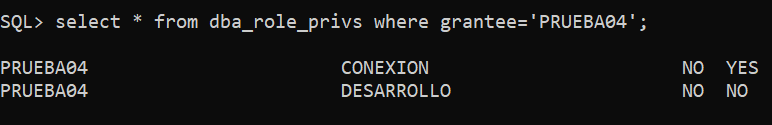 SQL> select * from dba_role_privs where grantee='PRUEBA04';
PRUEBA04 CONEXION NO YES
PRUEBA04 DESARROLLO NO NO